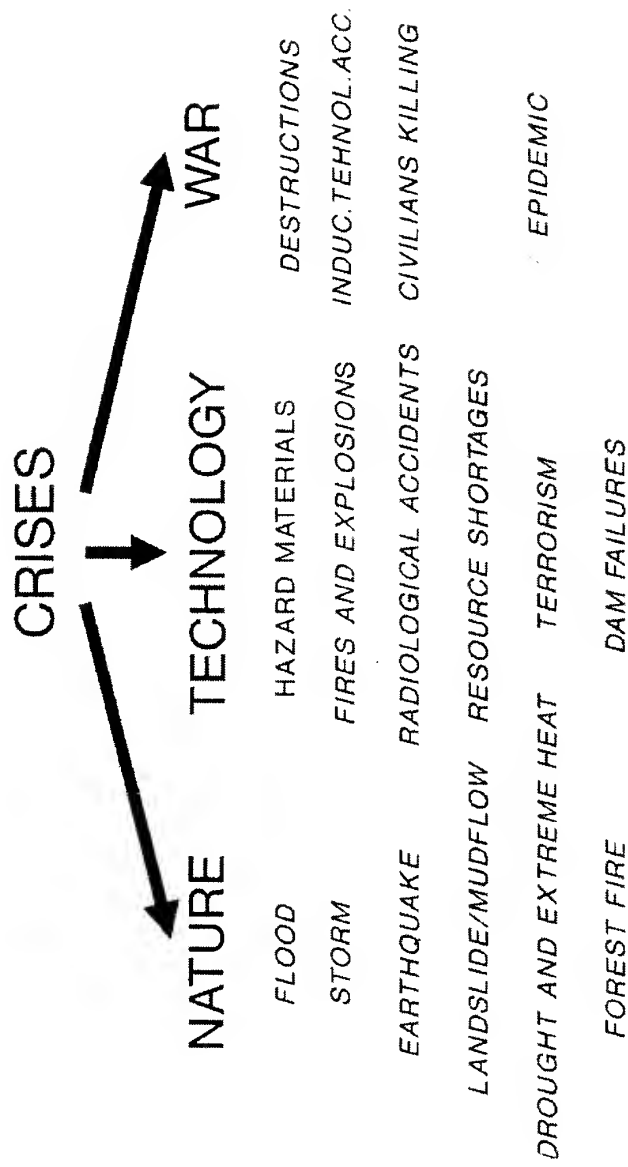 CRISES
NATURE TECHNOLOGY WAR
FLOOD HAZARD MATERIALS DESTRUCTIONS
STORM FIRES AND EXPLOSIONS INDUC.TEHNOL.ACC.
EARTHQUAKE RADIOLOGICAL ACCIDENTS CIVILIANS KILLING
LANDSLIDE/MUDFLOW RESOURCE SHORTAGES
DROUGHT AND EXTREME HEAT TERRORISM EPIDEMIC
FOREST FIRE DAM FAILURES